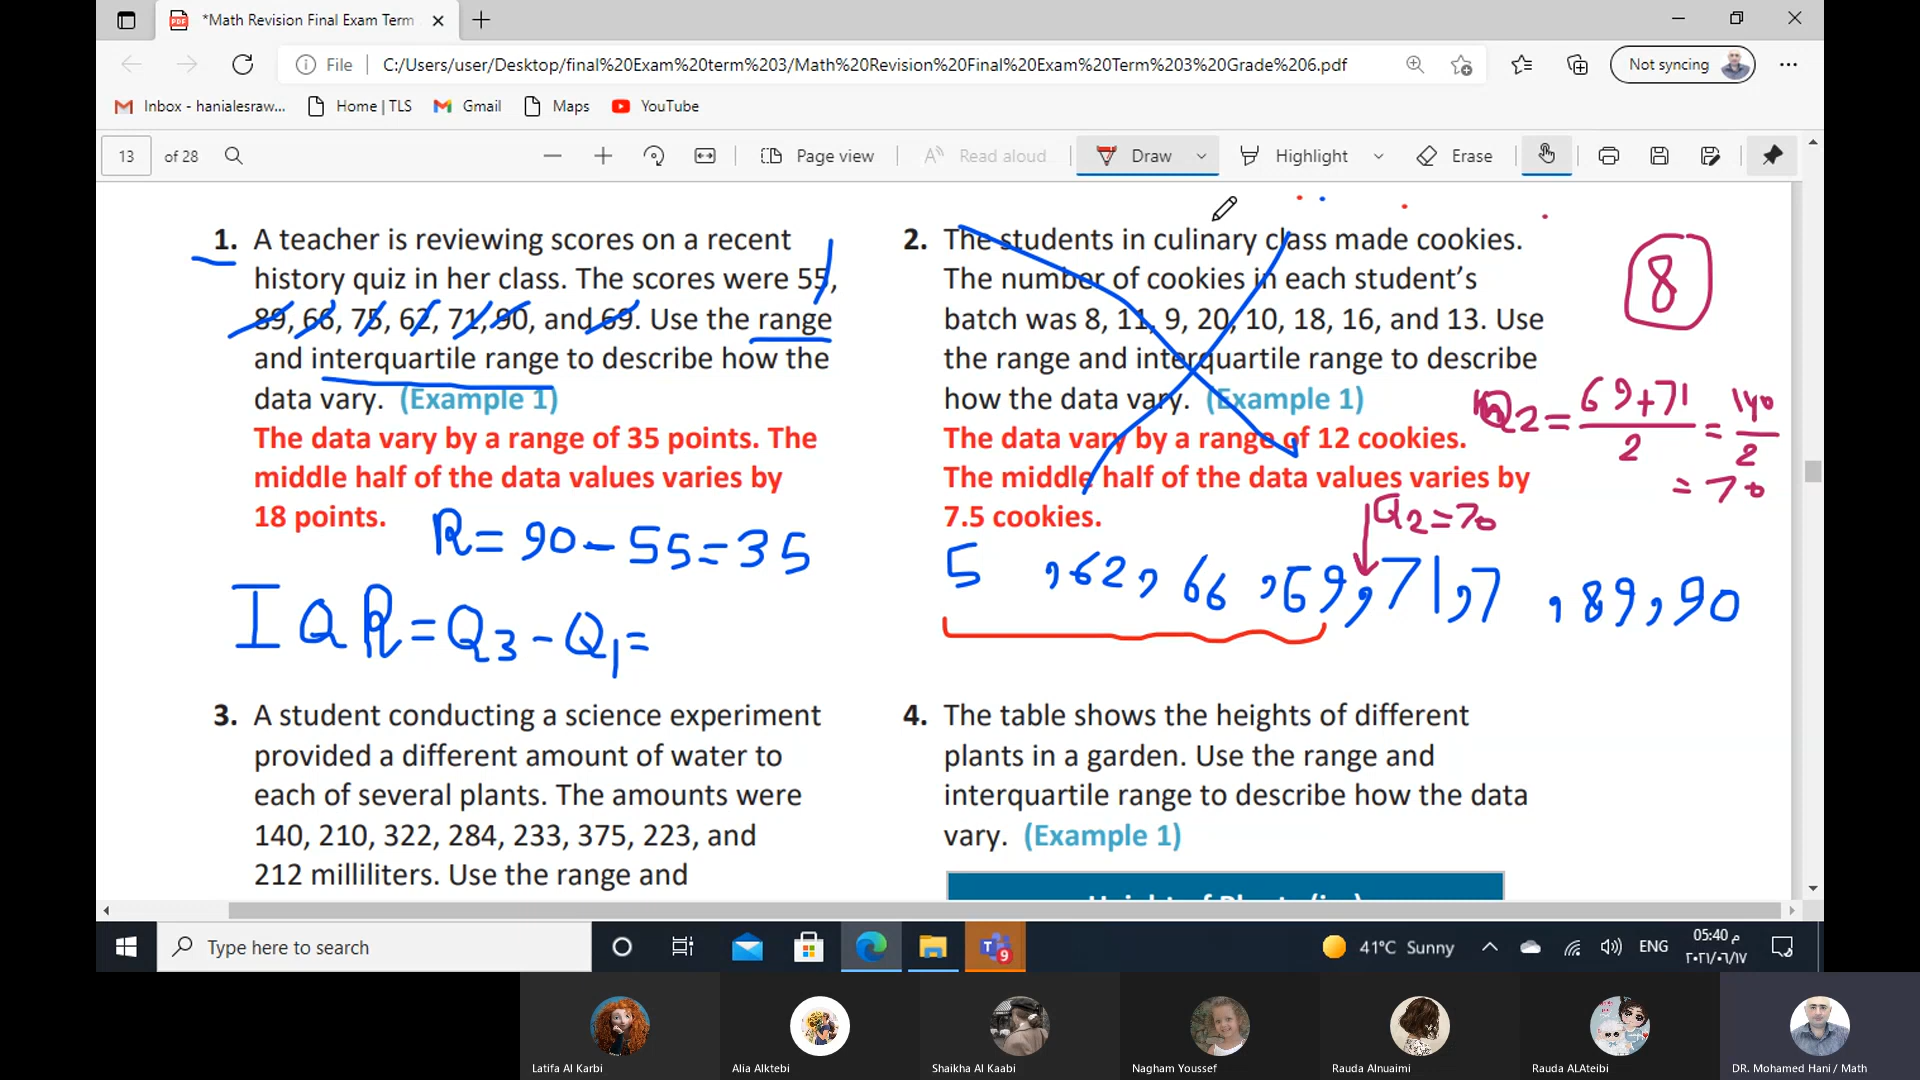 *Math Revision Final Exam Term
File C:/Users/user/Desktop/final%20Exam%20term%203/Math%20Revision%20Final%20Exam%20Term%203%20Grade%206.pdf Not syncing
Inbox - hanialesraw... Home | TLS Gmail Maps YouTube
13 of 28 Page view Read aloud Draw Highlight Erase
1. A teacher is reviewing scores on a recent
history quiz in her class. The scores were 55,
89, 66, 75, 62, 71, 90, and 69. Use the range
and interquartile range to describe how the
data vary. (Example 1)
The data vary by a range of 35 points. The
middle half of the data values varies by
18 points.
R = 90 - 55 = 35
I Q R = Q3 - Q1 =
2. The students in culinary class made cookies.
The number of cookies in each student's
batch was 8, 11, 9, 20, 10, 18, 16, and 13. Use
the range and interquartile range to describe
how the data vary. (Example 1)
The data vary by a range of 12 cookies.
The middle half of the data values varies by
7.5 cookies.
8
Q2 = 69+71 / 2 = 140 / 2
= 70
Q2 = 70
5 , 62, 66 , 69, 71, 7 , 89, 90
3. A student conducting a science experiment
provided a different amount of water to
each of several plants. The amounts were
140, 210, 322, 284, 233, 375, 223, and
212 milliliters. Use the range and
4. The table shows the heights of different
plants in a garden. Use the range and
interquartile range to describe how the data
vary. (Example 1)
Type here to search 9 41°C Sunny ENG 05:40 م
٢٠٢١/٠٦/١٧
Latifa Al Karbi Alia Alktebi Shaikha Al Kaabi Nagham Youssef Rauda Alnuaimi Rauda ALAteibi DR. Mohamed Hani / Math